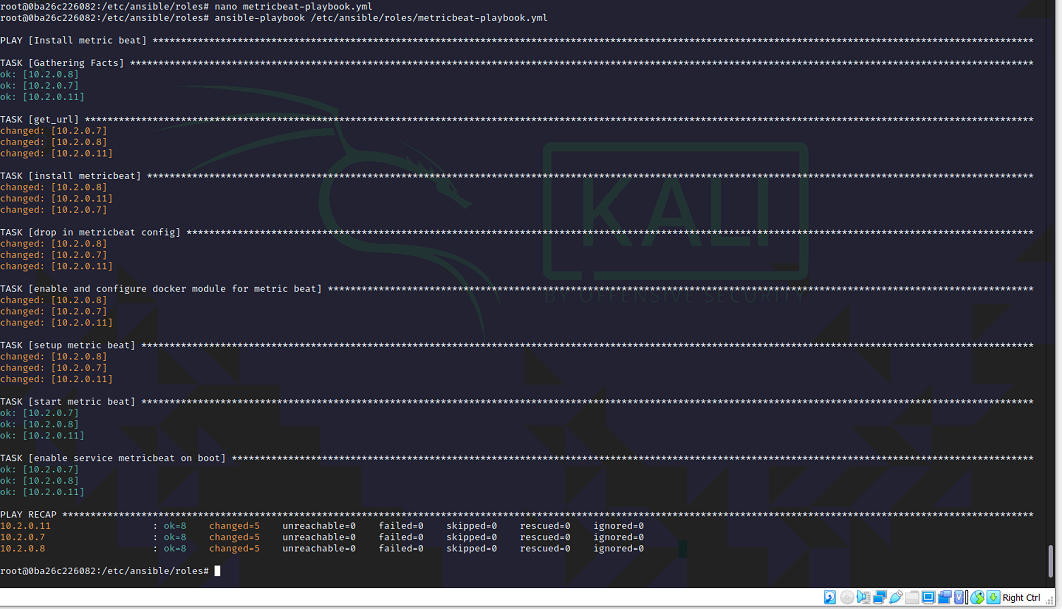 root@0ba26c226082:/etc/ansible/roles# nano metricbeat-playbook.yml
root@0ba26c226082:/etc/ansible/roles# ansible-playbook /etc/ansible/roles/metricbeat-playbook.yml
PLAY [Install metric beat] ****************************************************************************************************************************************************************
TASK [Gathering Facts] ********************************************************************************************************************************************************************
ok: [10.2.0.8]
ok: [10.2.0.7]
ok: [10.2.0.11]
TASK [get_url] ****************************************************************************************************************************************************************************
changed: [10.2.0.7]
changed: [10.2.0.8]
changed: [10.2.0.11]
TASK [install metricbeat] *****************************************************************************************************************************************************************
changed: [10.2.0.8]
changed: [10.2.0.11]
changed: [10.2.0.7]
TASK [drop in metricbeat config] **********************************************************************************************************************************************************
changed: [10.2.0.8]
changed: [10.2.0.7]
changed: [10.2.0.11]
TASK [enable and configure docker module for metric beat] *********************************************************************************************************************************
changed: [10.2.0.8]
changed: [10.2.0.7]
changed: [10.2.0.11]
TASK [setup metric beat] ******************************************************************************************************************************************************************
changed: [10.2.0.8]
changed: [10.2.0.7]
changed: [10.2.0.11]
TASK [start metric beat] ******************************************************************************************************************************************************************
ok: [10.2.0.7]
ok: [10.2.0.8]
ok: [10.2.0.11]
TASK [enable service metricbeat on boot] **************************************************************************************************************************************************
ok: [10.2.0.7]
ok: [10.2.0.8]
ok: [10.2.0.11]
PLAY RECAP ********************************************************************************************************************************************************************************
10.2.0.11 : ok=8 changed=5 unreachable=0 failed=0 skipped=0 rescued=0 ignored=0
10.2.0.7 : ok=8 changed=5 unreachable=0 failed=0 skipped=0 rescued=0 ignored=0
10.2.0.8 : ok=8 changed=5 unreachable=0 failed=0 skipped=0 rescued=0 ignored=0
root@0ba26c226082:/etc/ansible/roles#
KALI
BY OFFENSIVE SECURITY
Right Ctrl